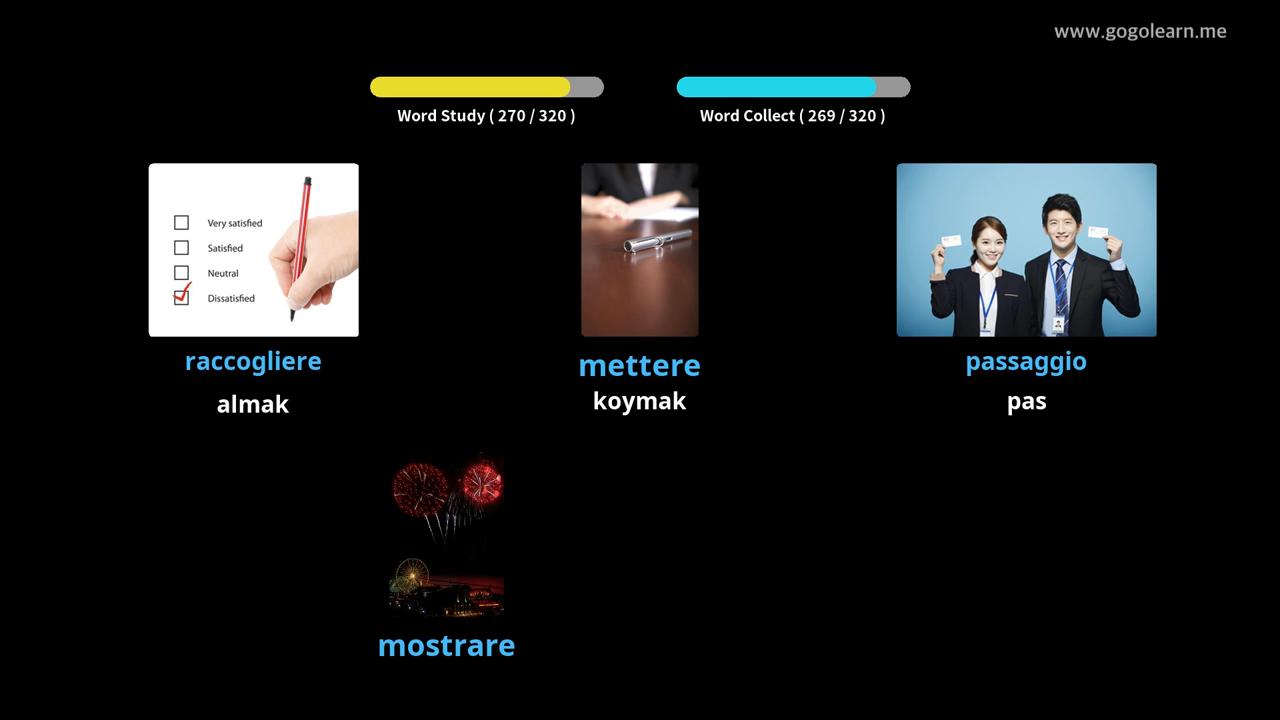 www.gogolearn.me
Word Study ( 270 / 320 )
Word Collect ( 269 / 320 )
Very satisfied
Satisfied
Neutral
Dissatisfied
raccogliere
mettere
passaggio
almak
koymak
pas
mostrare